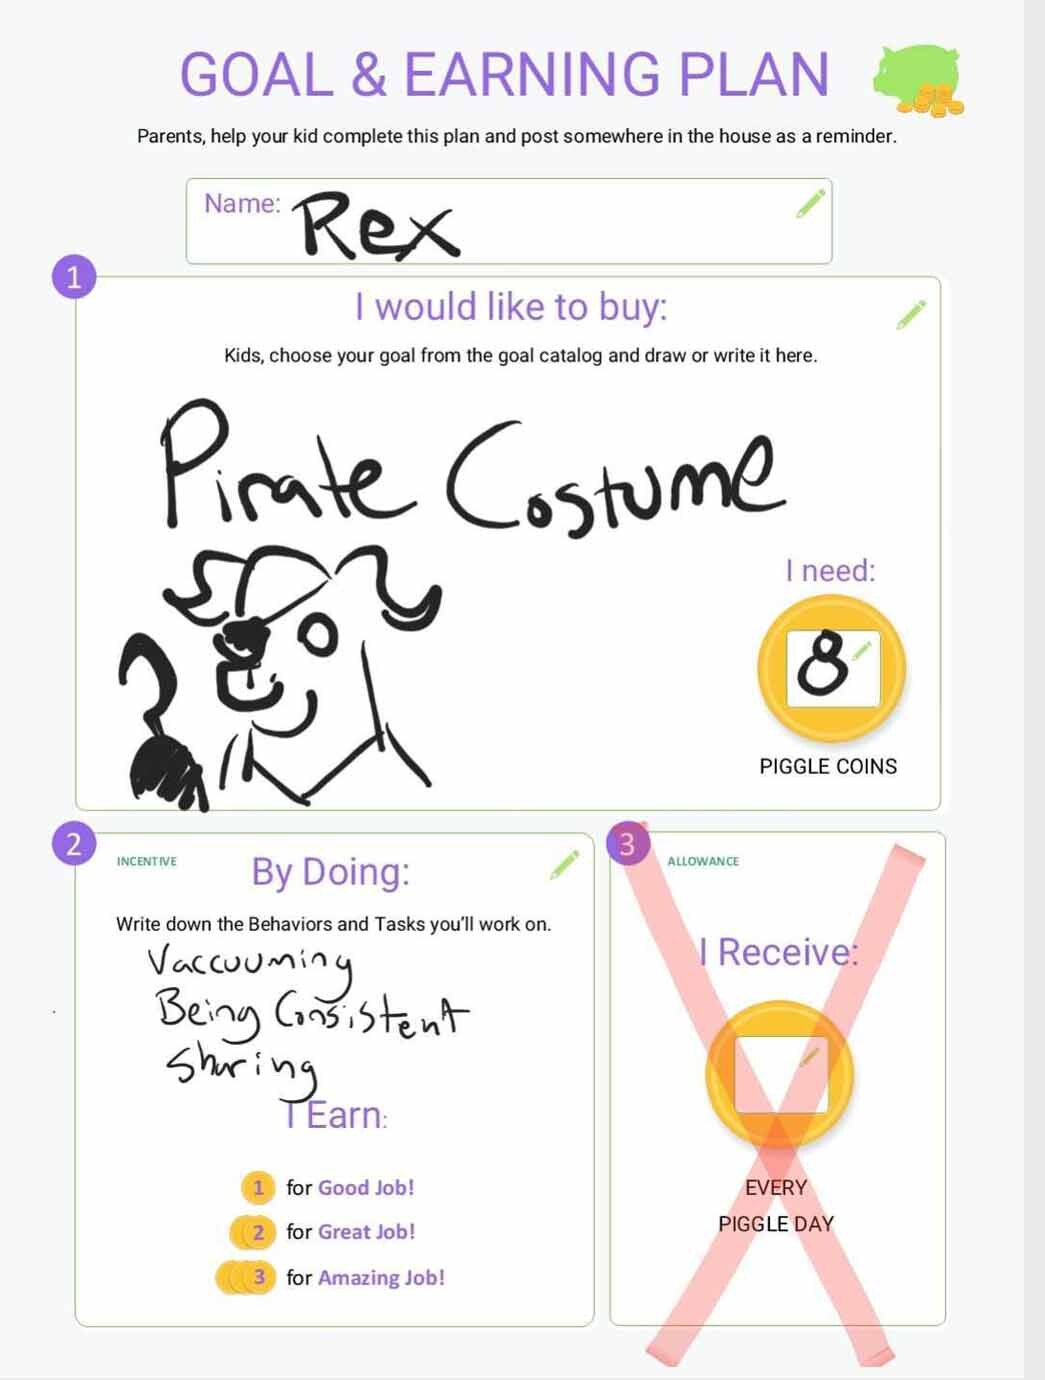 GOAL & EARNING PLAN
Parents, help your kid complete this plan and post somewhere in the house as a reminder.
Name: Rex
1
I would like to buy:
Kids, choose your goal from the goal catalog and draw or write it here.
Pirate Costume
I need:
8
PIGGLE COINS
2
INCENTIVE
By Doing:
Write down the Behaviors and Tasks you'll work on.
Vaccuuming
Being Consistent
Sharing
I Earn:
1 for Good Job!
2 for Great Job!
3 for Amazing Job!
3
ALLOWANCE
I Receive:
EVERY
PIGGLE DAY